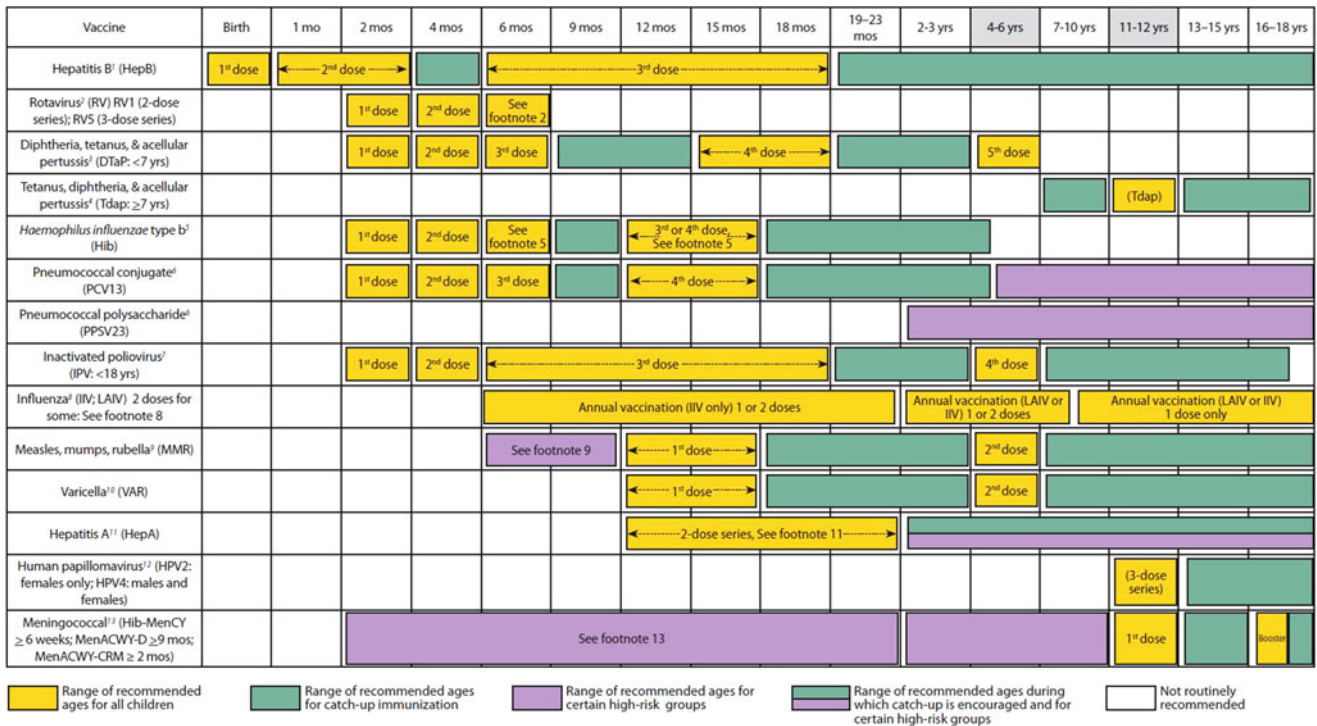 Vaccine Birth 1 mo 2 mos 4 mos 6 mos 9 mos 12 mos 15 mos 18 mos 19–23 mos 2-3 yrs 4-6 yrs 7-10 yrs 11-12 yrs 13–15 yrs 16–18 yrs
Hepatitis B¹ (HepB)
1ˢᵗ dose
2ⁿᵈ dose
3ʳᵈ dose
Rotavirus² (RV) RV1 (2-dose
series); RV5 (3-dose series)
1ˢᵗ dose
2ⁿᵈ dose
See
footnote 2
Diphtheria, tetanus, & acellular
pertussis³ (DTaP: <7 yrs)
1ˢᵗ dose
2ⁿᵈ dose
3ʳᵈ dose
4ᵗʰ dose
5ᵗʰ dose
Tetanus, diphtheria, & acellular
pertussis⁴ (Tdap: ≥7 yrs)
(Tdap)
Haemophilus influenzae type b⁵
(Hib)
1ˢᵗ dose
2ⁿᵈ dose
See
footnote 5
3ʳᵈ or 4ᵗʰ dose,
See footnote 5
Pneumococcal conjugate⁶
(PCV13)
1ˢᵗ dose
2ⁿᵈ dose
3ʳᵈ dose
4ᵗʰ dose
Pneumococcal polysaccharide⁶
(PPSV23)
Inactivated poliovirus⁷
(IPV: <18 yrs)
1ˢᵗ dose
2ⁿᵈ dose
3ʳᵈ dose
4ᵗʰ dose
Influenza⁸ (IIV; LAIV) 2 doses for
some: See footnote 8
Annual vaccination (IIV only) 1 or 2 doses
Annual vaccination (LAIV or
IIV) 1 or 2 doses
Annual vaccination (LAIV or IIV)
1 dose only
Measles, mumps, rubella⁹ (MMR)
See footnote 9
1ˢᵗ dose
2ⁿᵈ dose
Varicella¹⁰ (VAR)
1ˢᵗ dose
2ⁿᵈ dose
Hepatitis A¹¹ (HepA)
2-dose series, See footnote 11
Human papillomavirus¹² (HPV2:
females only; HPV4: males and
females)
(3-dose
series)
Meningococcal¹³ (Hib-MenCY
≥ 6 weeks; MenACWY-D ≥9 mos;
MenACWY-CRM ≥ 2 mos)
See footnote 13
1ˢᵗ dose
Booster
Range of recommended
ages for all children
Range of recommended ages
for catch-up immunization
Range of recommended ages for
certain high-risk groups
Range of recommended ages during
which catch-up is encouraged and for
certain high-risk groups
Not routinely
recommended